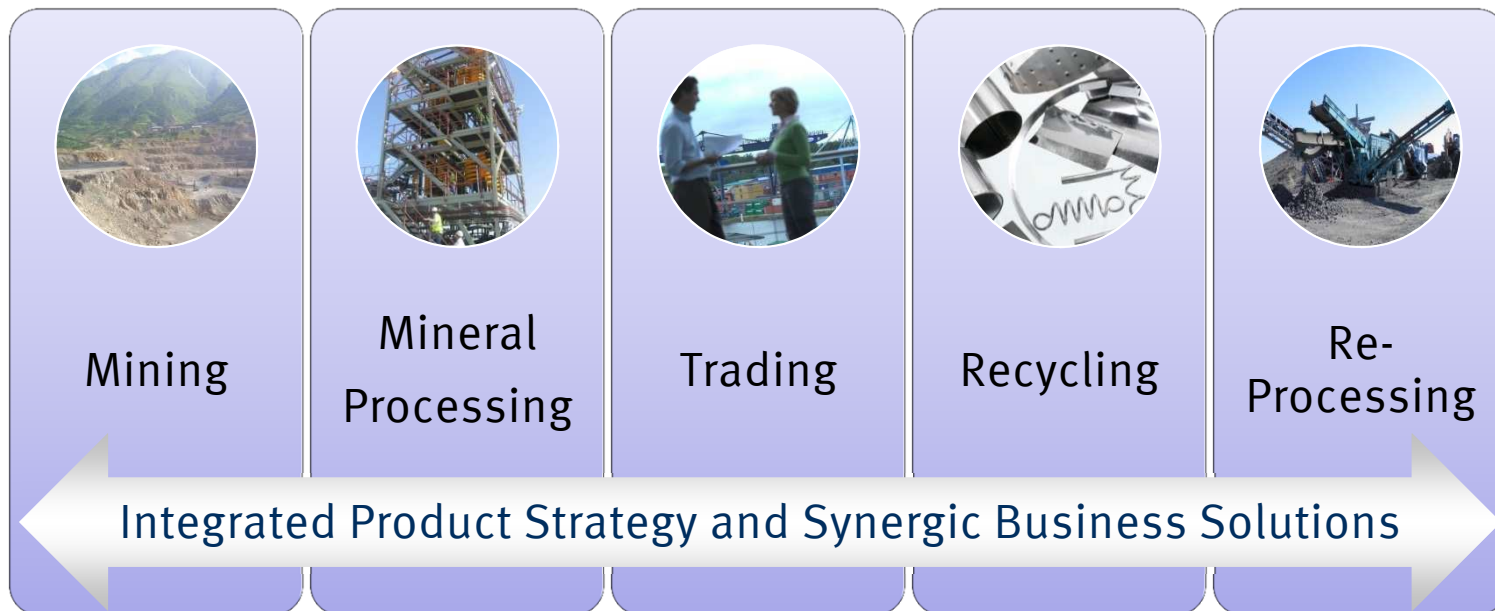 Mining
Mineral
Processing
Trading
Recycling
Re-
Processing
Integrated Product Strategy and Synergic Business Solutions